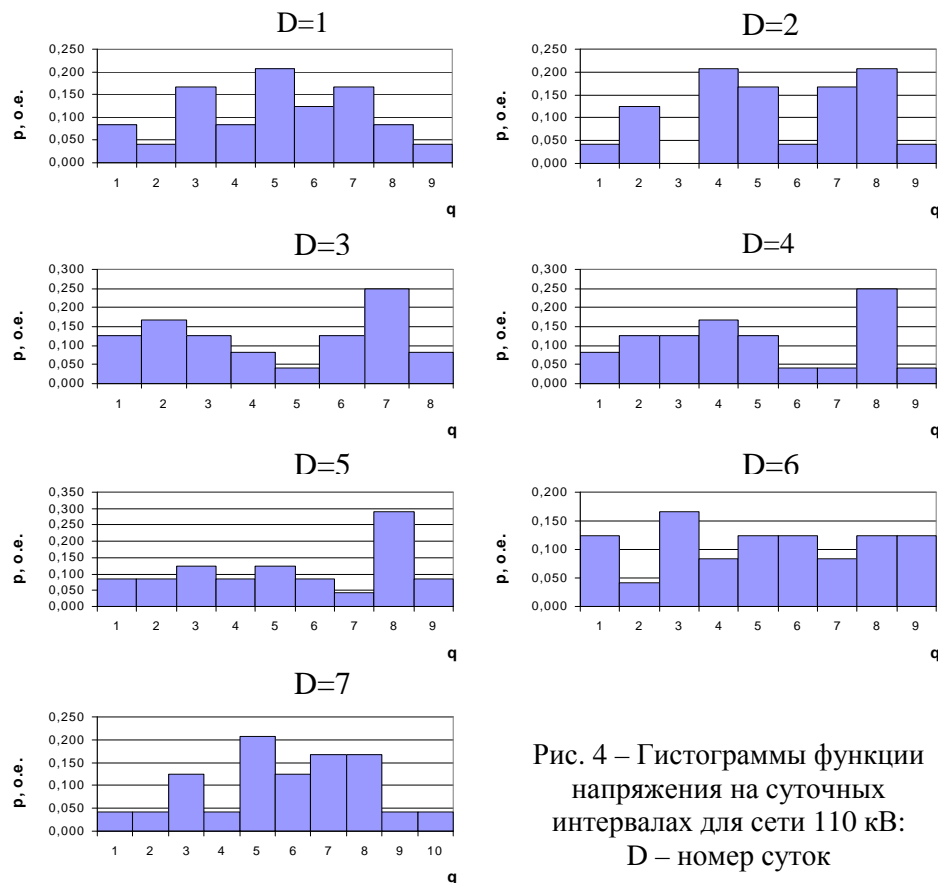 D=1
0,250
0,200
0,150
0,100
0,050
0,000
p, o.e.
1 2 3 4 5 6 7 8 9
q
D=2
0,250
0,200
0,150
0,100
0,050
0,000
p, o.e.
1 2 3 4 5 6 7 8 9
q
D=3
0,300
0,250
0,200
0,150
0,100
0,050
0,000
p, o.e.
1 2 3 4 5 6 7 8
q
D=4
0,300
0,250
0,200
0,150
0,100
0,050
0,000
p, o.e.
1 2 3 4 5 6 7 8 9
q
D=5
0,350
0,300
0,250
0,200
0,150
0,100
0,050
0,000
p, o.e.
1 2 3 4 5 6 7 8 9
q
D=6
0,200
0,150
0,100
0,050
0,000
p, o.e.
1 2 3 4 5 6 7 8 9
q
D=7
0,250
0,200
0,150
0,100
0,050
0,000
p, o.e.
1 2 3 4 5 6 7 8 9 10
q
Рис. 4 – Гистограммы функции
напряжения на суточных
интервалах для сети 110 кВ:
D – номер суток